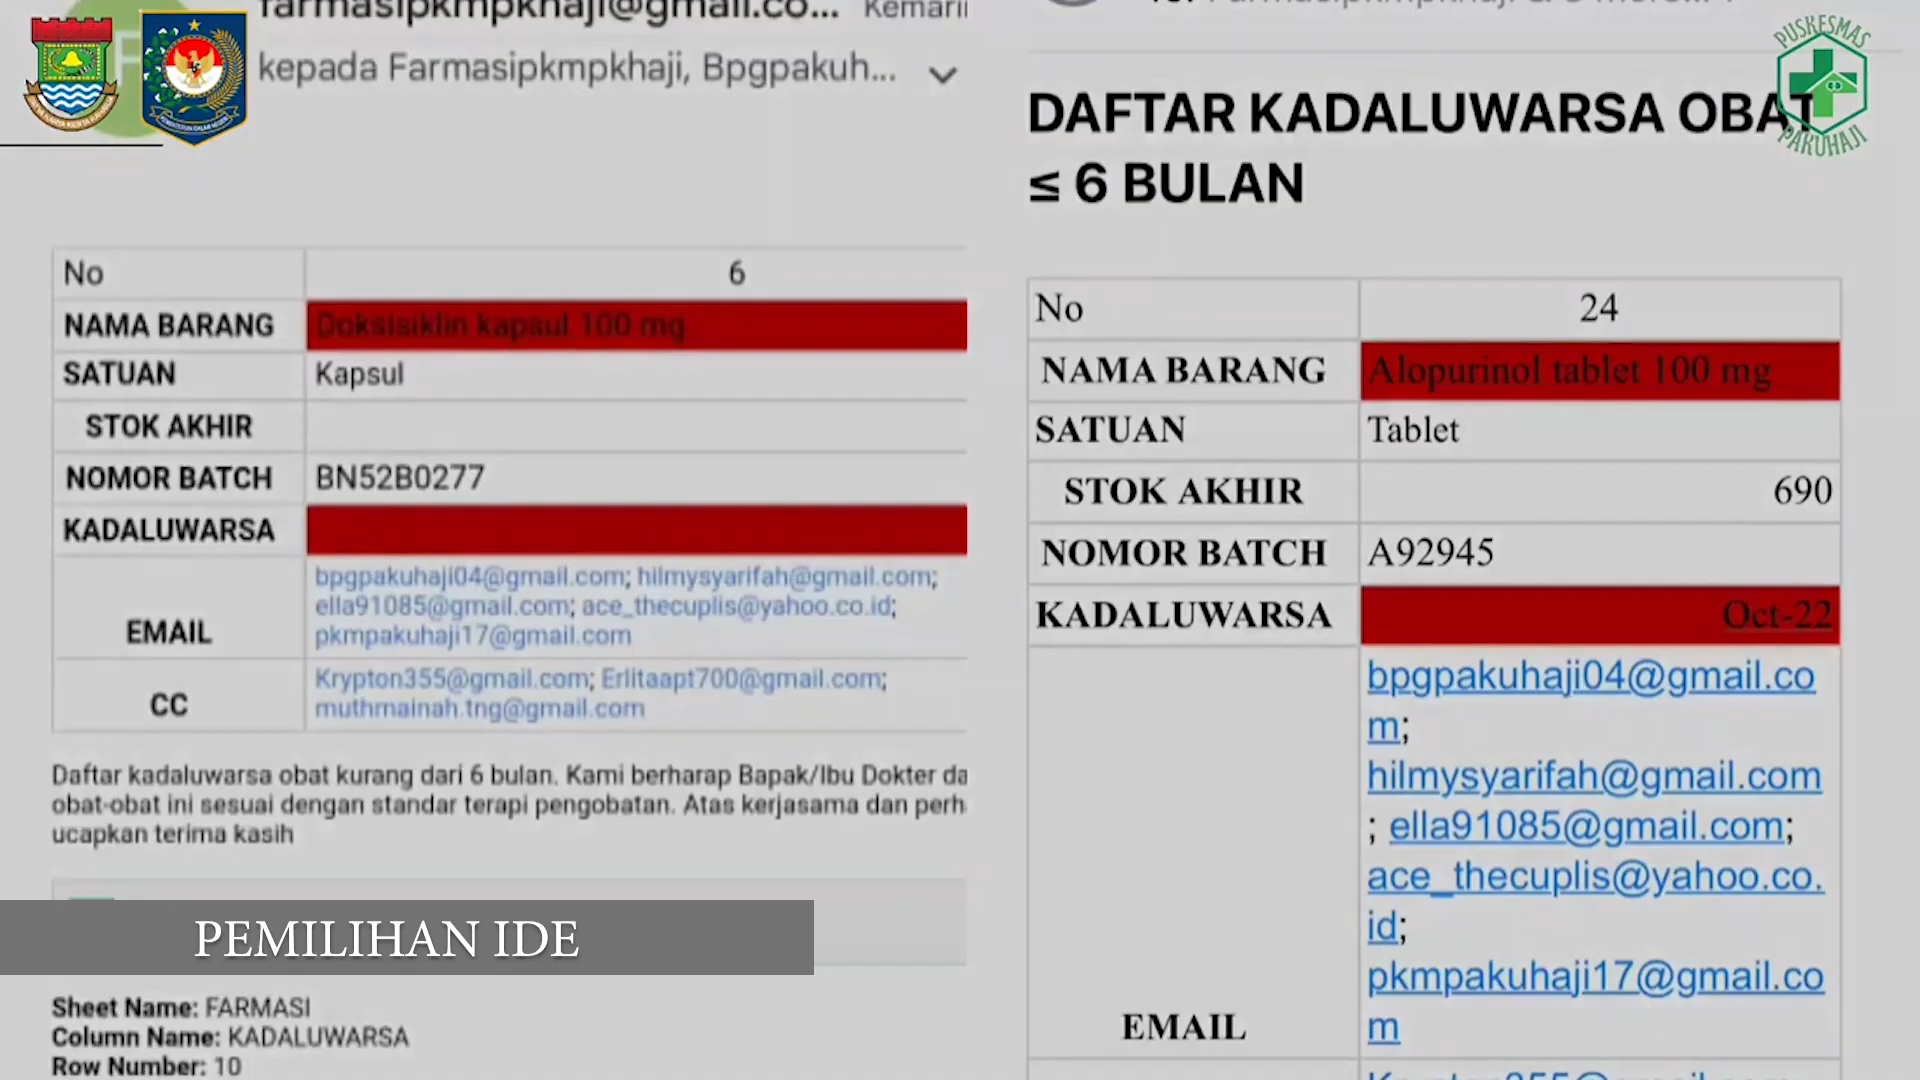 farmasipkmpkhaji@gmail.co...
kepada Farmasipkmpkhaji, Bpgpakuh...
No 6
NAMA BARANG Doksisiklin kapsul 100 mg
SATUAN Kapsul
STOK AKHIR
NOMOR BATCH BN52B0277
KADALUWARSA
bpgpakuhaji04@gmail.com; hilmysyarifah@gmail.com;
ella91085@gmail.com; ace_thecuplis@yahoo.co.id;
pkmpakuhaji17@gmail.com
EMAIL
Krypton355@gmail.com; Erlitaapt700@gmail.com;
muthmainah.tng@gmail.com
CC
Daftar kadaluwarsa obat kurang dari 6 bulan. Kami berharap Bapak/Ibu Dokter da
obat-obat ini sesuai dengan standar terapi pengobatan. Atas kerjasama dan perh
ucapkan terima kasih
PEMILIHAN IDE
Sheet Name: FARMASI
Column Name: KADALUWARSA
Row Number: 10
PUSKESMAS
PAKUHAJI
DAFTAR KADALUWARSA OBAT
≤ 6 BULAN
No 24
NAMA BARANG Alopurinol tablet 100 mg
SATUAN Tablet
STOK AKHIR 690
NOMOR BATCH A92945
KADALUWARSA Oct-22
bpgpakuhaji04@gmail.co
m;
hilmysyarifah@gmail.com
; ella91085@gmail.com;
ace_thecuplis@yahoo.co.
id;
pkmpakuhaji17@gmail.co
m
EMAIL